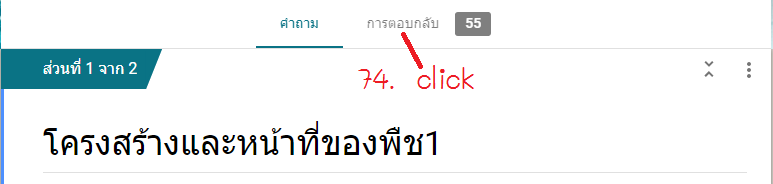 คำถาม การตอบกลับ 55
ส่วนที่ 1 จาก 2
74. click
โครงสร้างและหน้าที่ของพืช1